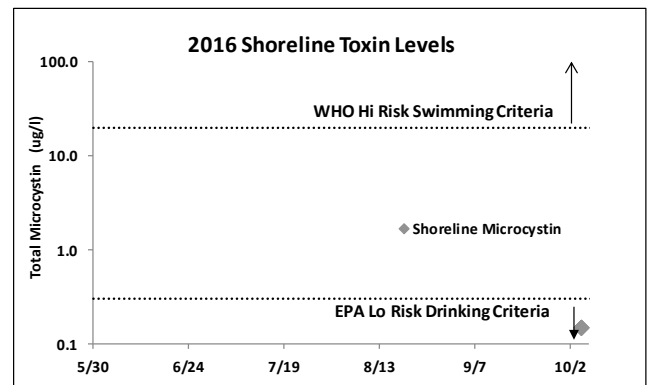 2016 Shoreline Toxin Levels
Total Microcystin (ug/l)
100.0
10.0
1.0
0.1
WHO Hi Risk Swimming Criteria
Shoreline Microcystin
EPA Lo Risk Drinking Criteria
5/30 6/24 7/19 8/13 9/7 10/2